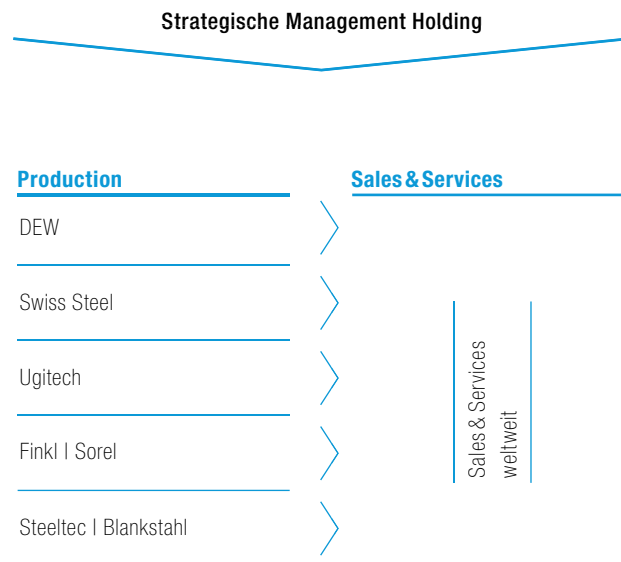 Strategische Management Holding
Production
Sales & Services
DEW
Swiss Steel
Ugitech
Finkl | Sorel
Steeltec | Blankstahl
Sales & Services
weltweit